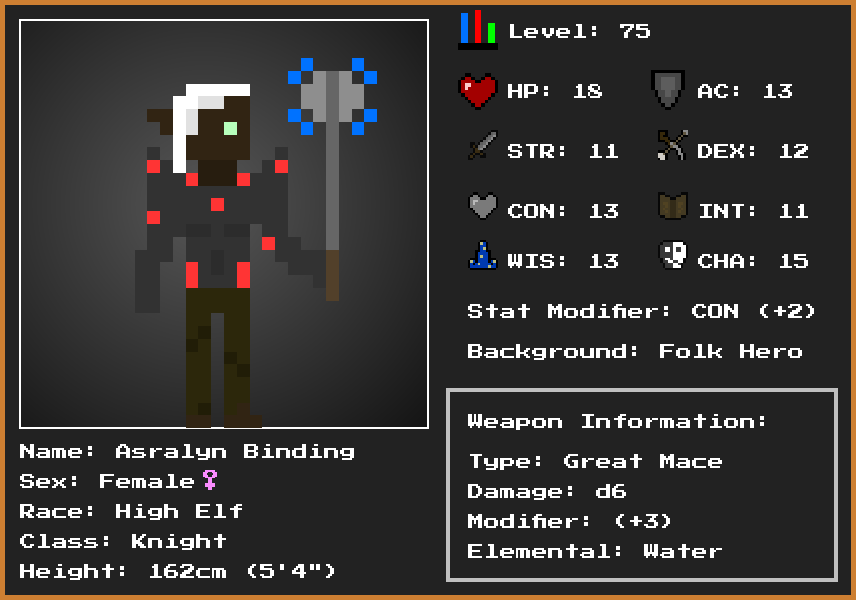 Level: 75
HP: 18
AC: 13
STR: 11
DEX: 12
CON: 13
INT: 11
WIS: 13
CHA: 15
Stat Modifier: CON (+2)
Background: Folk Hero
Weapon Information:
Type: Great Mace
Damage: d6
Modifier: (+3)
Elemental: Water
Name: Asralyn Binding
Sex: Female♀
Race: High Elf
Class: Knight
Height: 162cm (5'4")